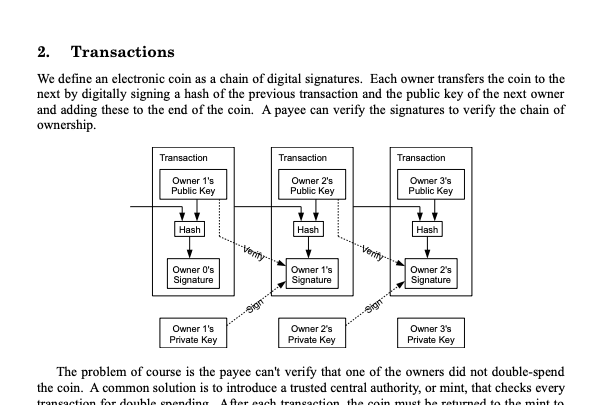 2. Transactions
We define an electronic coin as a chain of digital signatures. Each owner transfers the coin to the
next by digitally signing a hash of the previous transaction and the public key of the next owner
and adding these to the end of the coin. A payee can verify the signatures to verify the chain of
ownership.
Transaction
Transaction
Transaction
Owner 1's
Public Key
Owner 2's
Public Key
Owner 3's
Public Key
Hash
Hash
Hash
Verify
Verify
Owner 0's
Signature
Owner 1's
Signature
Owner 2's
Signature
Sign
Sign
Owner 1's
Private Key
Owner 2's
Private Key
Owner 3's
Private Key
The problem of course is the payee can't verify that one of the owners did not double-spend
the coin. A common solution is to introduce a trusted central authority, or mint, that checks every
transaction for double spending. After each transaction, the coin must be returned to the mint to